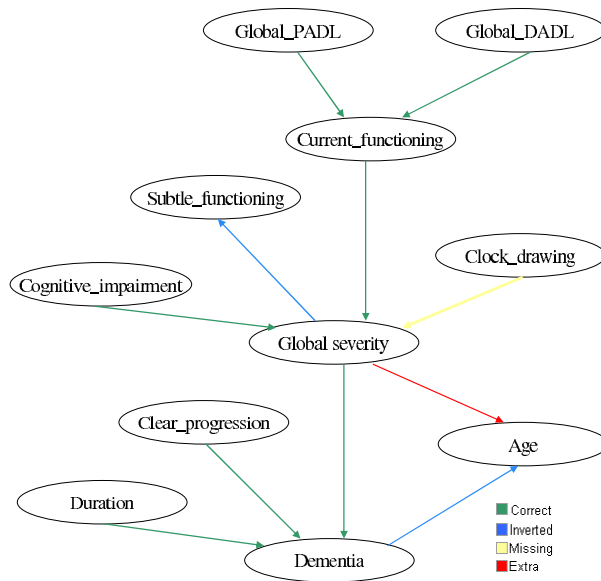 Global_PADL
Global_DADL
Current_functioning
Subtle_functioning
Clock_drawing
Cognitive_impairment
Global severity
Clear_progression
Age
Duration
Dementia
Correct
Inverted
Missing
Extra